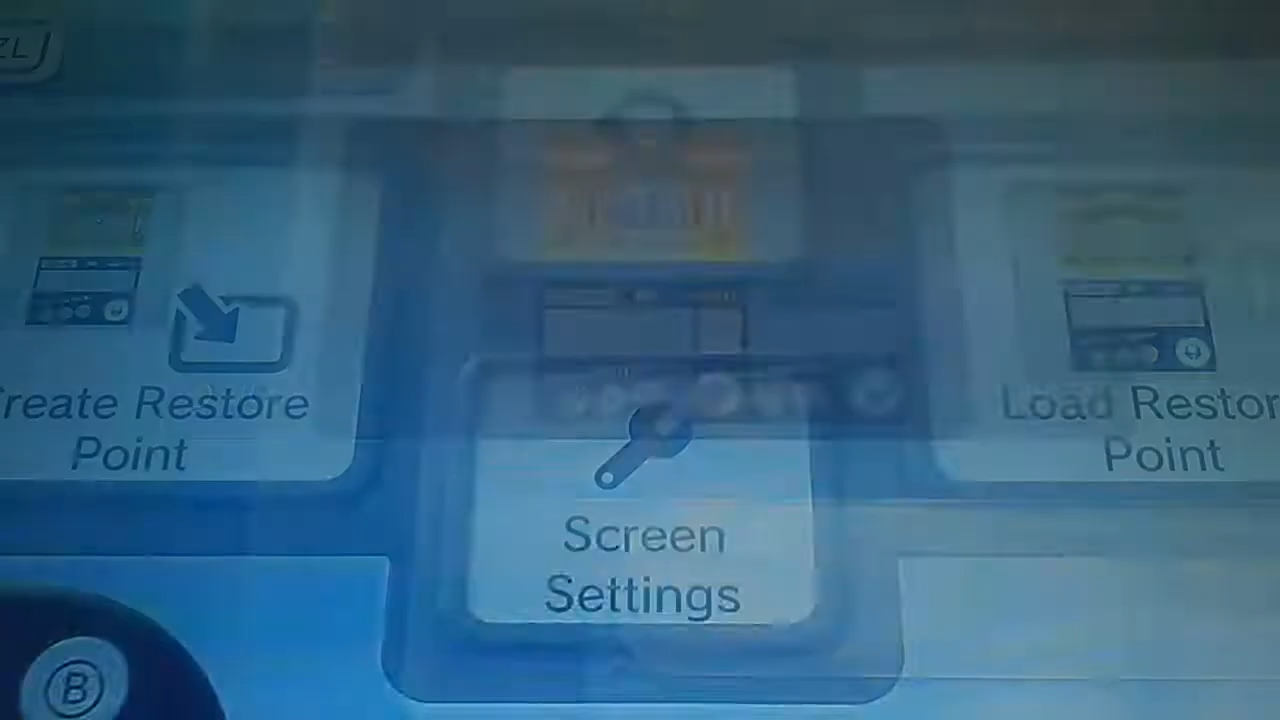 ZL
reate Restore
Point
Load Restor
Point
Screen
Settings
B